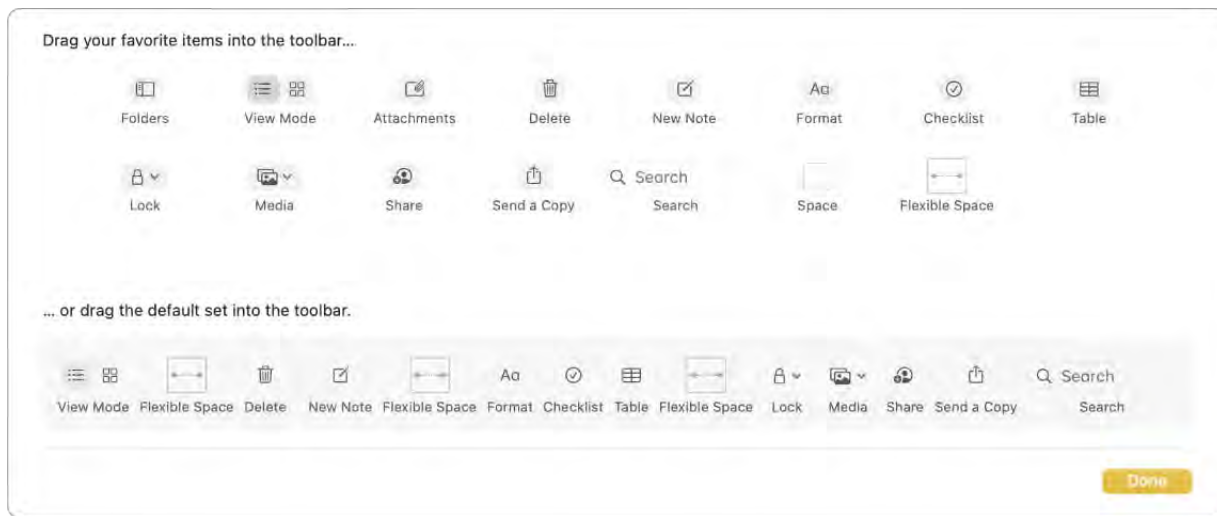 Drag your favorite items into the toolbar...
Aa
Folders View Mode Attachments Delete New Note Format Checklist Table
Search
Lock Media Share Send a Copy Search Space Flexible Space
... or drag the default set into the toolbar.
Aa Search
View Mode Flexible Space Delete New Note Flexible Space Format Checklist Table Flexible Space Lock Media Share Send a Copy Search
Done